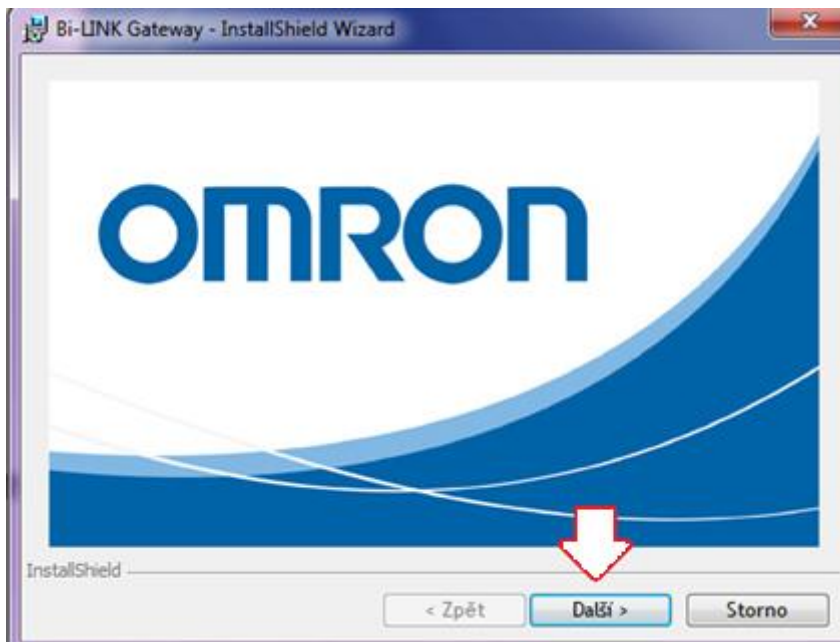 Bi-LINK Gateway - InstallShield Wizard
OMRON
InstallShield
< Zpět Další > Storno